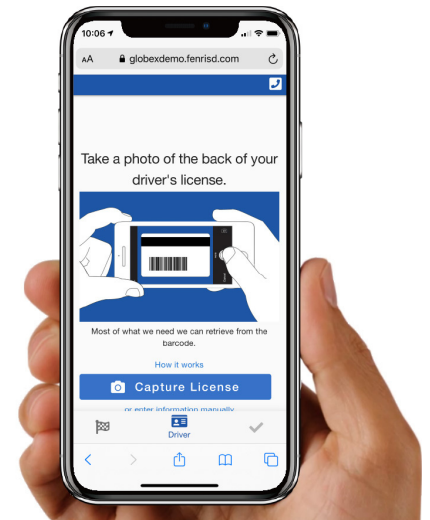 10:06
AA globexdemo.fenrisd.com
Take a photo of the back of your
driver's license.
Most of what we need we can retrieve from the
barcode.
How it works
Capture License
or enter information manually
Driver